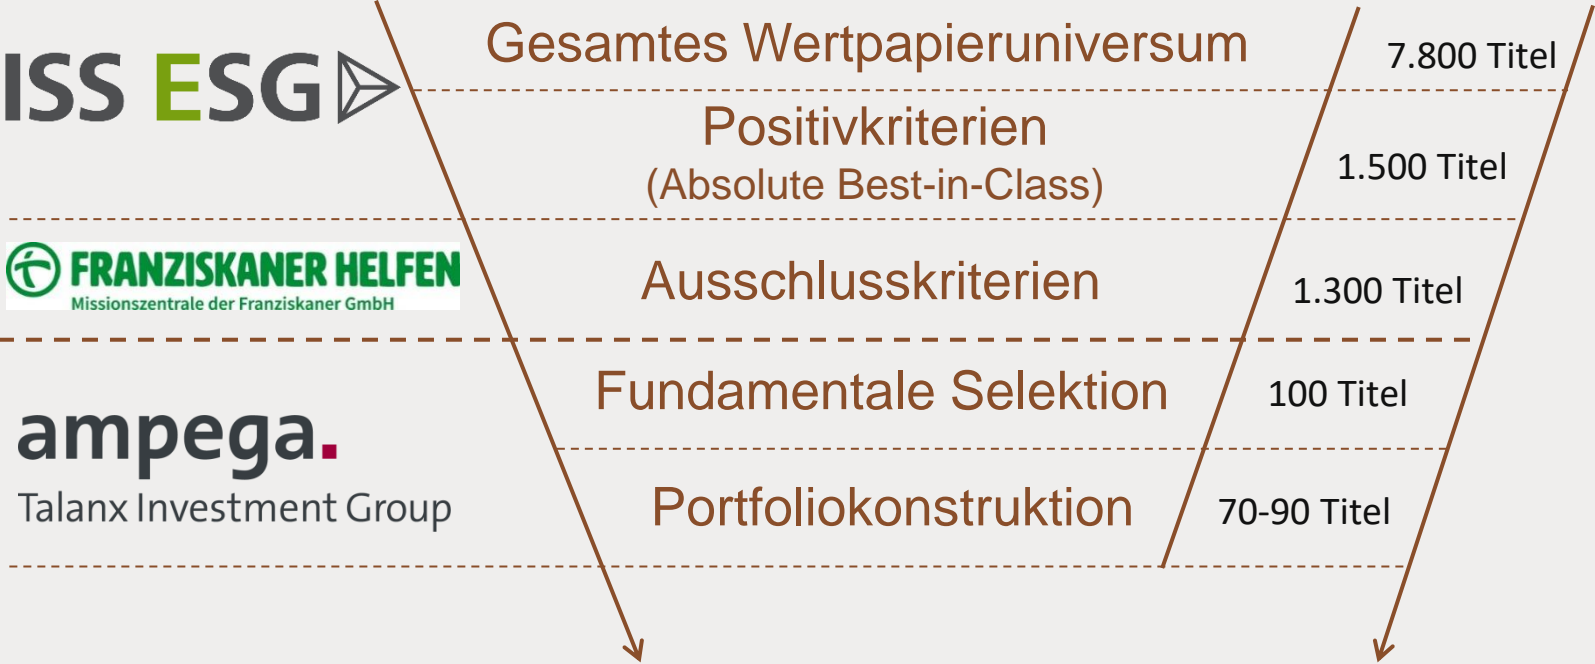 ISS ESG
Gesamtes Wertpapieruniversum
7.800 Titel
Positivkriterien
(Absolute Best-in-Class)
1.500 Titel
FRANZISKANER HELFEN
Missionszentrale der Franziskaner GmbH
Ausschlusskriterien
1.300 Titel
Fundamentale Selektion
100 Titel
ampega.
Talanx Investment Group
Portfoliokonstruktion
70-90 Titel